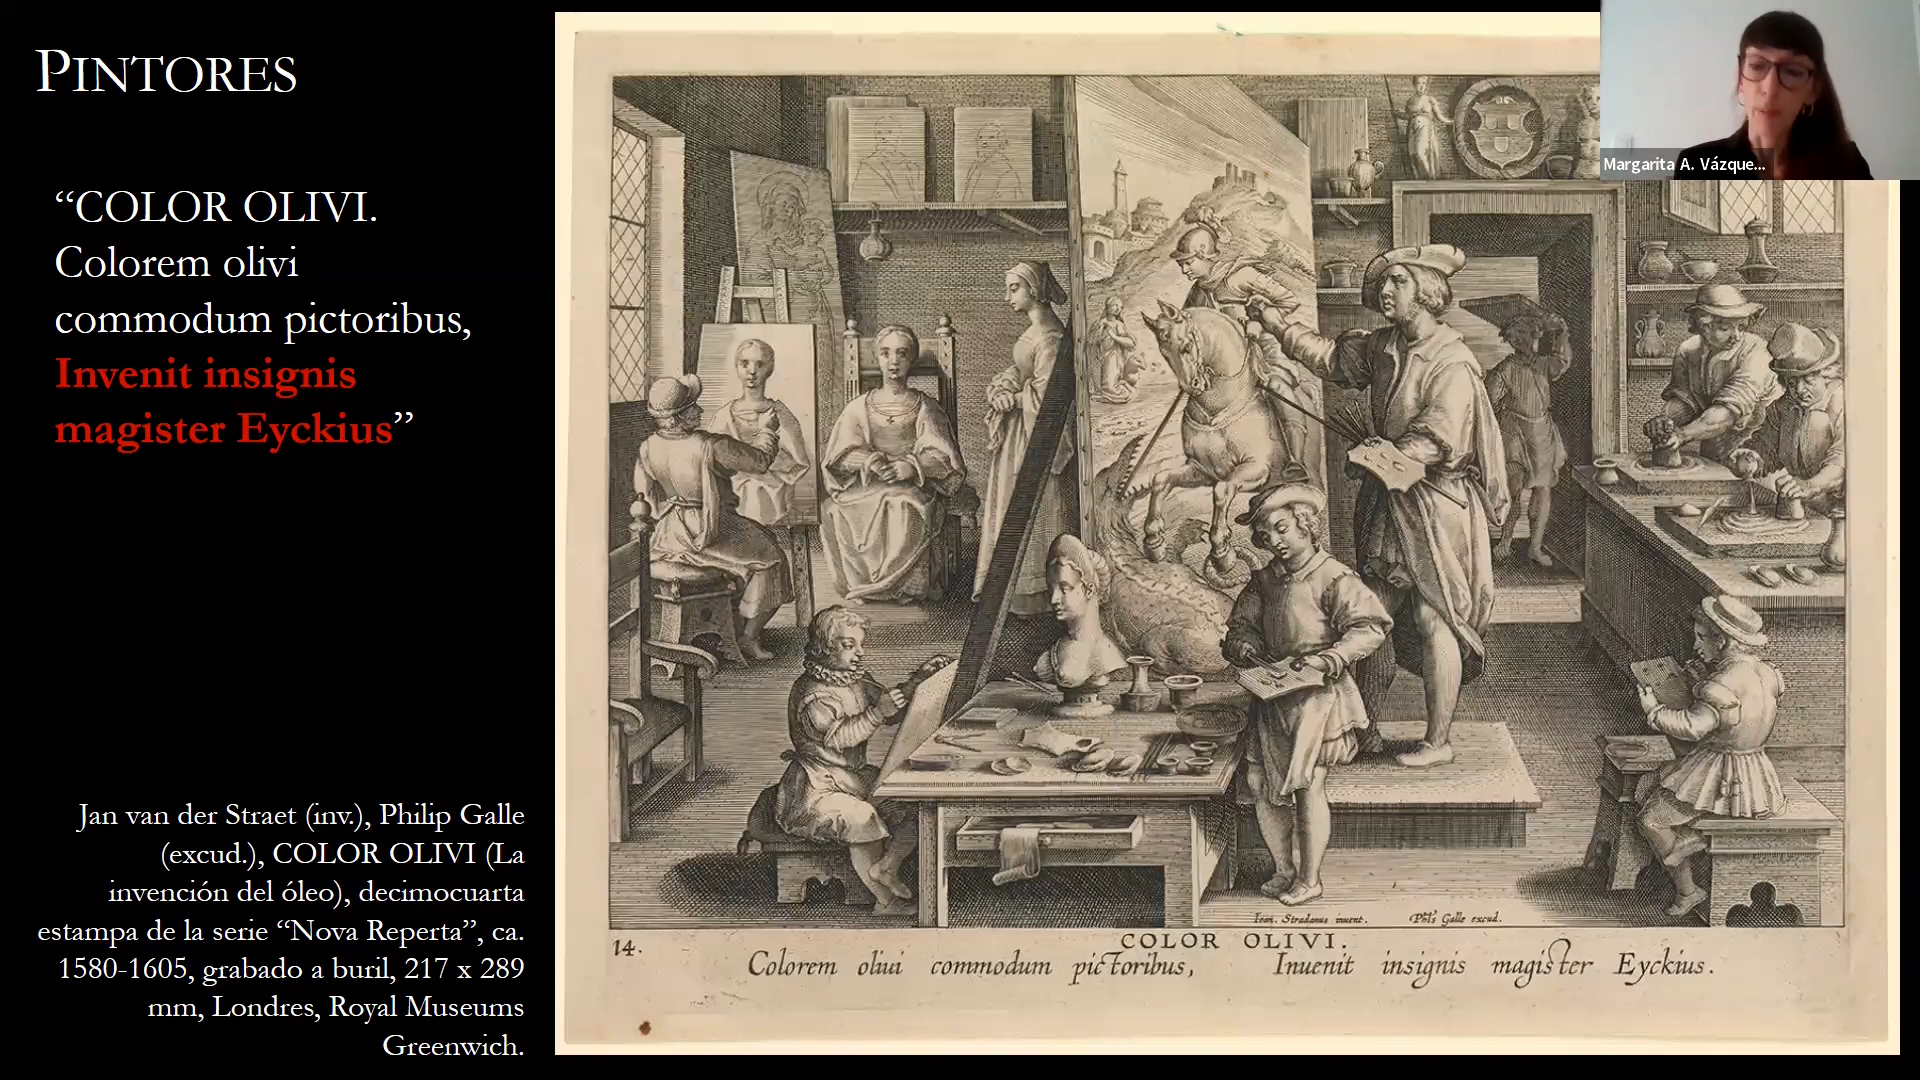 PINTORES
“COLOR OLIVI.
Colorem olivi
commodum pictoribus,
Invenit insignis
magister Eyckius”
Jan van der Straet (inv.), Philip Galle
(excud.), COLOR OLIVI (La
invención del óleo), decimocuarta
estampa de la serie “Nova Reperta”, ca.
1580-1605, grabado a buril, 217 x 289
mm, Londres, Royal Museums
Greenwich.
Margarita A. Vázque...
Ioan. Stradanus invent. Phls Galle excud.
14.
COLOR OLIVI.
Colorem oliui commodum pictoribus, Inuenit insignis magister Eyckius.